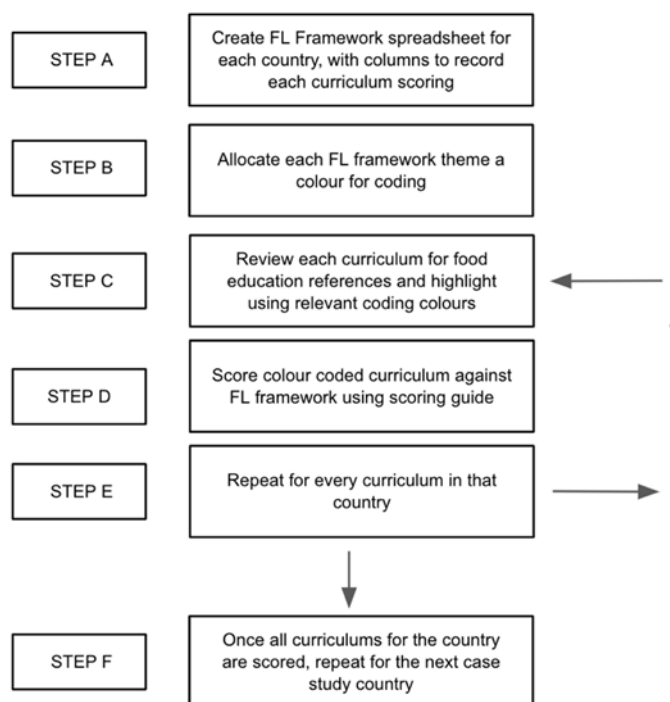 STEP A
Create FL Framework spreadsheet for
each country, with columns to record
each curriculum scoring
STEP B
Allocate each FL framework theme a
colour for coding
STEP C
Review each curriculum for food
education references and highlight
using relevant coding colours
STEP D
Score colour coded curriculum against
FL framework using scoring guide
STEP E
Repeat for every curriculum in that
country
STEP F
Once all curriculums for the country
are scored, repeat for the next case
study country